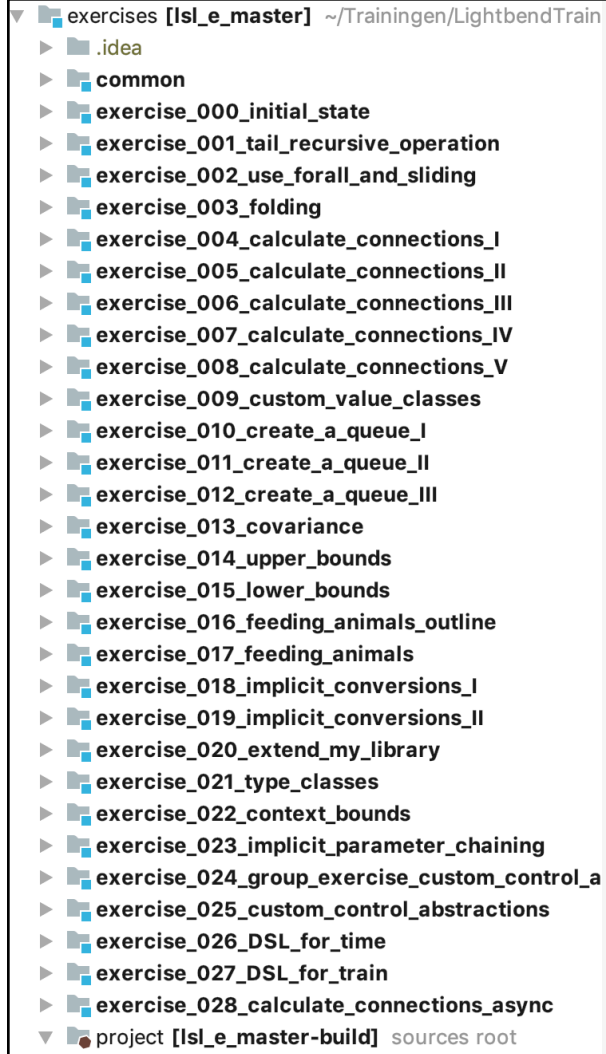 exercises [lsl_e_master] ~/Trainingen/LightbendTrain
.idea
common
exercise_000_initial_state
exercise_001_tail_recursive_operation
exercise_002_use_forall_and_sliding
exercise_003_folding
exercise_004_calculate_connections_I
exercise_005_calculate_connections_II
exercise_006_calculate_connections_III
exercise_007_calculate_connections_IV
exercise_008_calculate_connections_V
exercise_009_custom_value_classes
exercise_010_create_a_queue_I
exercise_011_create_a_queue_II
exercise_012_create_a_queue_III
exercise_013_covariance
exercise_014_upper_bounds
exercise_015_lower_bounds
exercise_016_feeding_animals_outline
exercise_017_feeding_animals
exercise_018_implicit_conversions_I
exercise_019_implicit_conversions_II
exercise_020_extend_my_library
exercise_021_type_classes
exercise_022_context_bounds
exercise_023_implicit_parameter_chaining
exercise_024_group_exercise_custom_control_a
exercise_025_custom_control_abstractions
exercise_026_DSL_for_time
exercise_027_DSL_for_train
exercise_028_calculate_connections_async
project [lsl_e_master-build] sources root